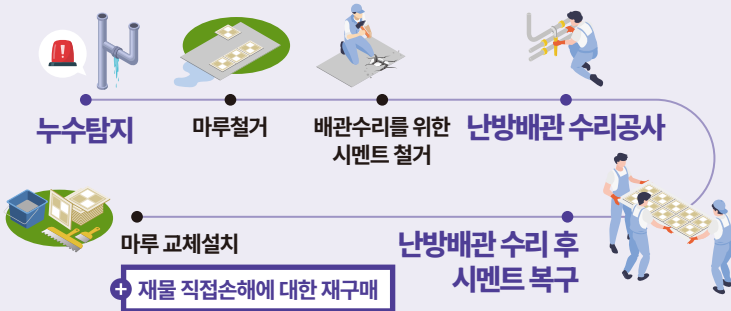 !
누수탐지
마루철거
배관수리를 위한
시멘트 철거
난방배관 수리공사
난방배관 수리 후
시멘트 복구
마루 교체설치
+ 재물 직접손해에 대한 재구매